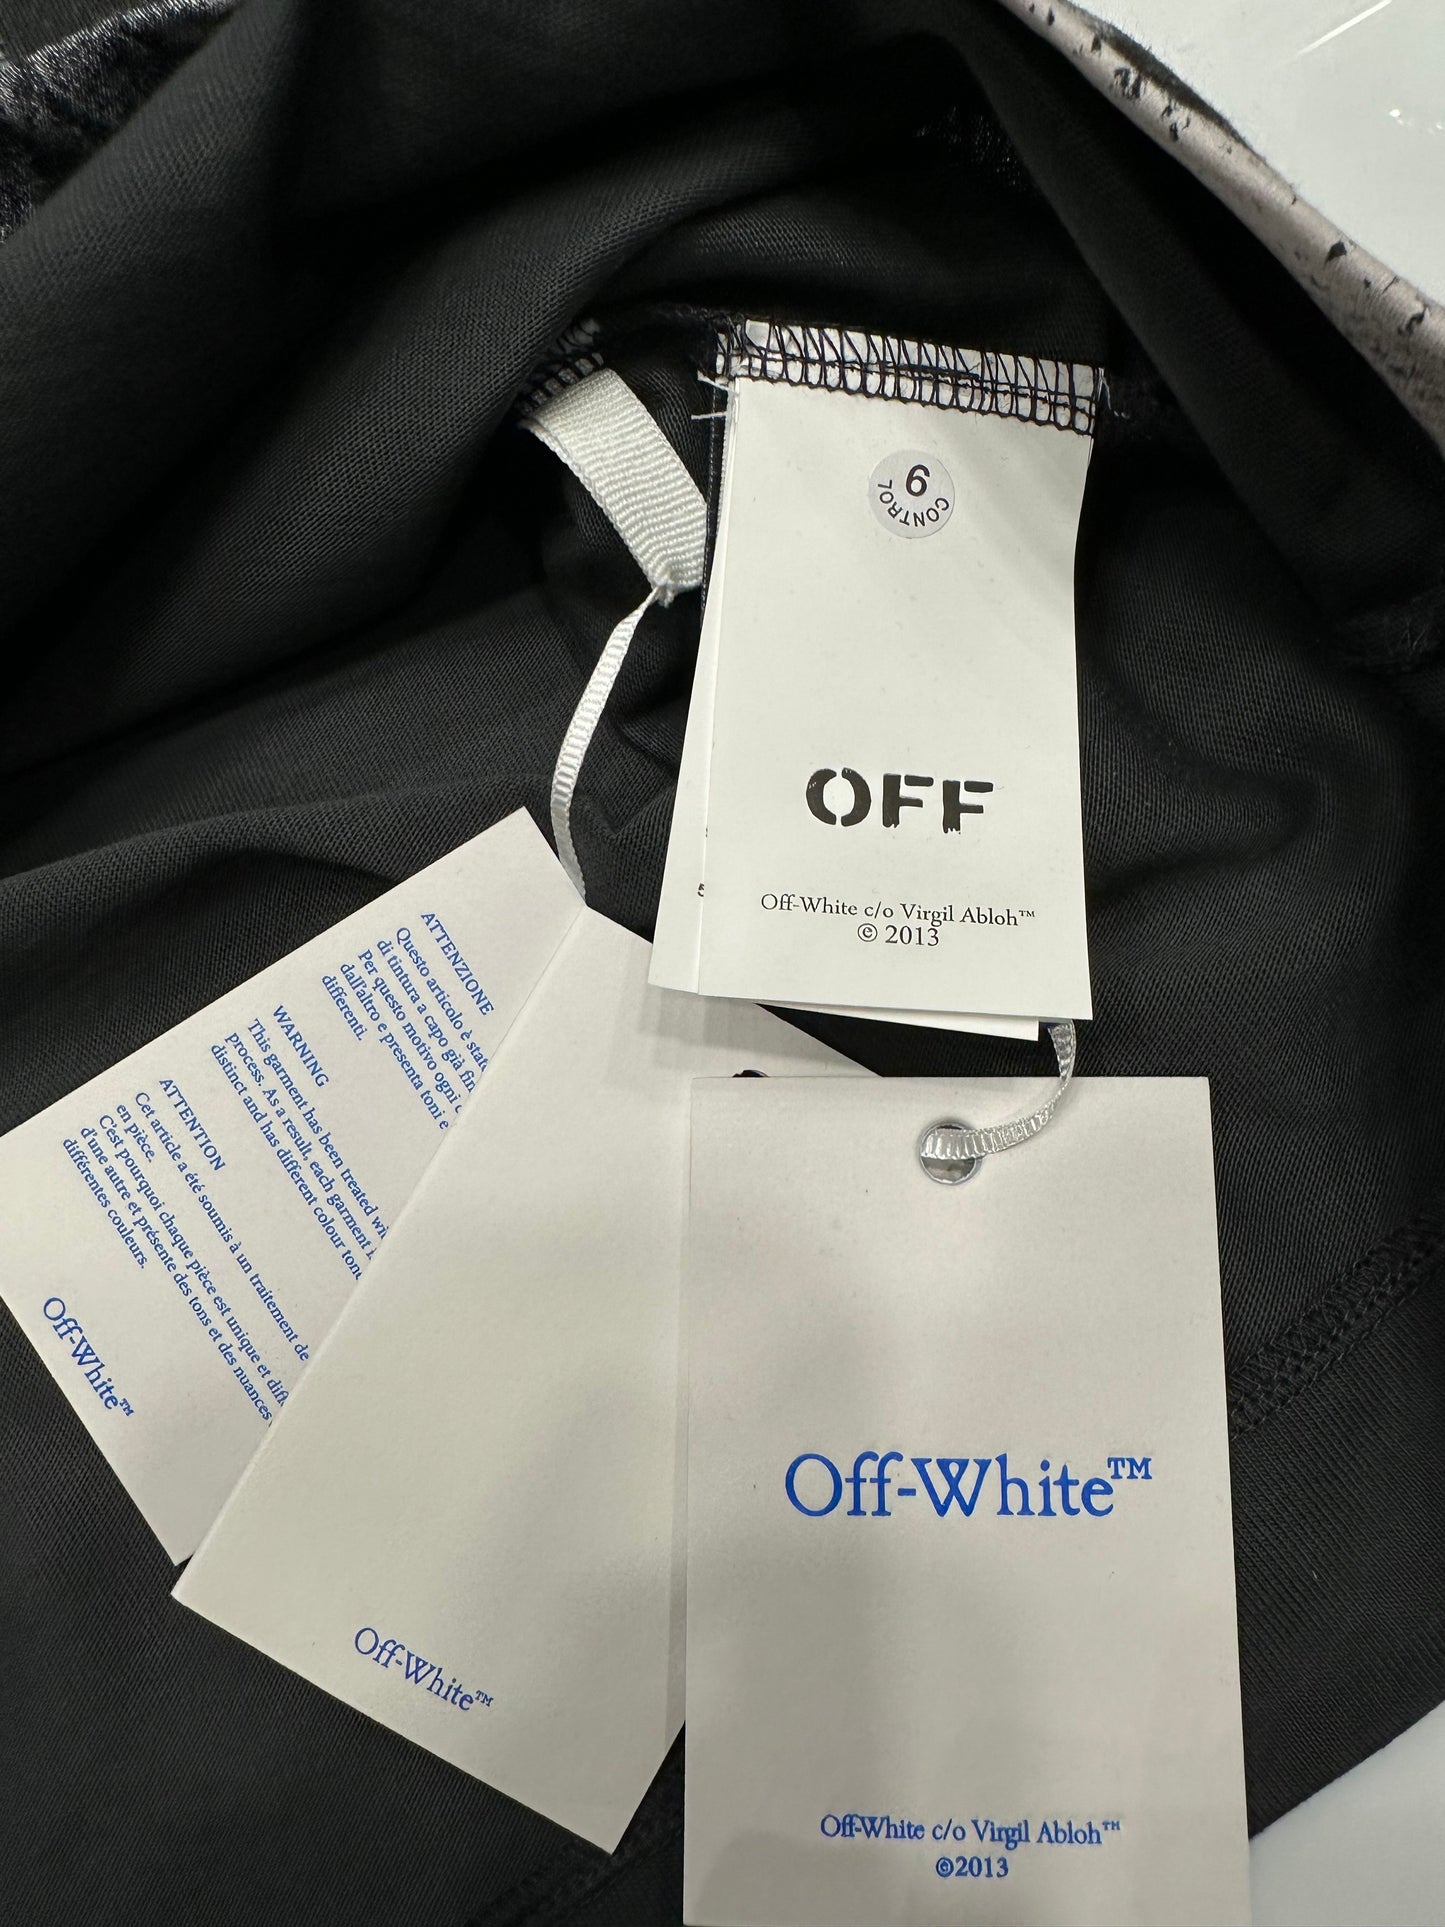 6
CONTROL
OFF
Off-White c/o Virgil Abloh™
© 2013
5
ATTENZIONE
Questo articolo è stato
di tintura a capo già fin
Per questo motivo ogni
dall'altro e presenta toni e
differenti.
WARNING
This garment has been treated wi
process. As a result, each garment
distinct and has different colour ton
ATTENTION
Cet article a été soumis à un traitement de
en pièce.
C'est pourquoi chaque pièce est unique et diff
d'une autre et présente des tons et des nuances
différentes couleurs.
Off-White™
Off-White™
Off-White™
Off-White c/o Virgil Abloh™
©2013